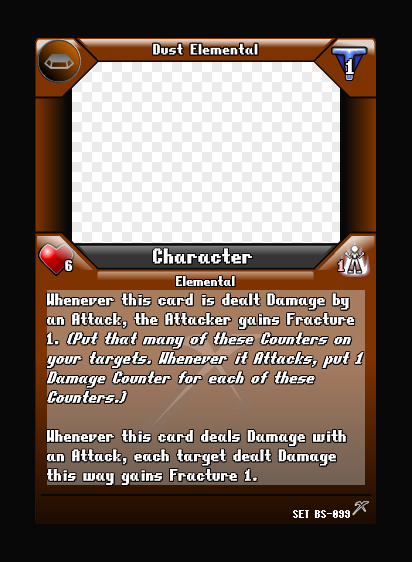 Dust Elemental
1
Character
6
1
Elemental
Whenever this card is dealt Damage by
an Attack, the Attacker gains Fracture
1. (Put that many of these Counters on
your targets. Whenever it Attacks, put 1
Damage Counter for each of these
Counters.)
Whenever this card deals Damage with
an Attack, each target dealt Damage
this way gains Fracture 1.
SET BS-099